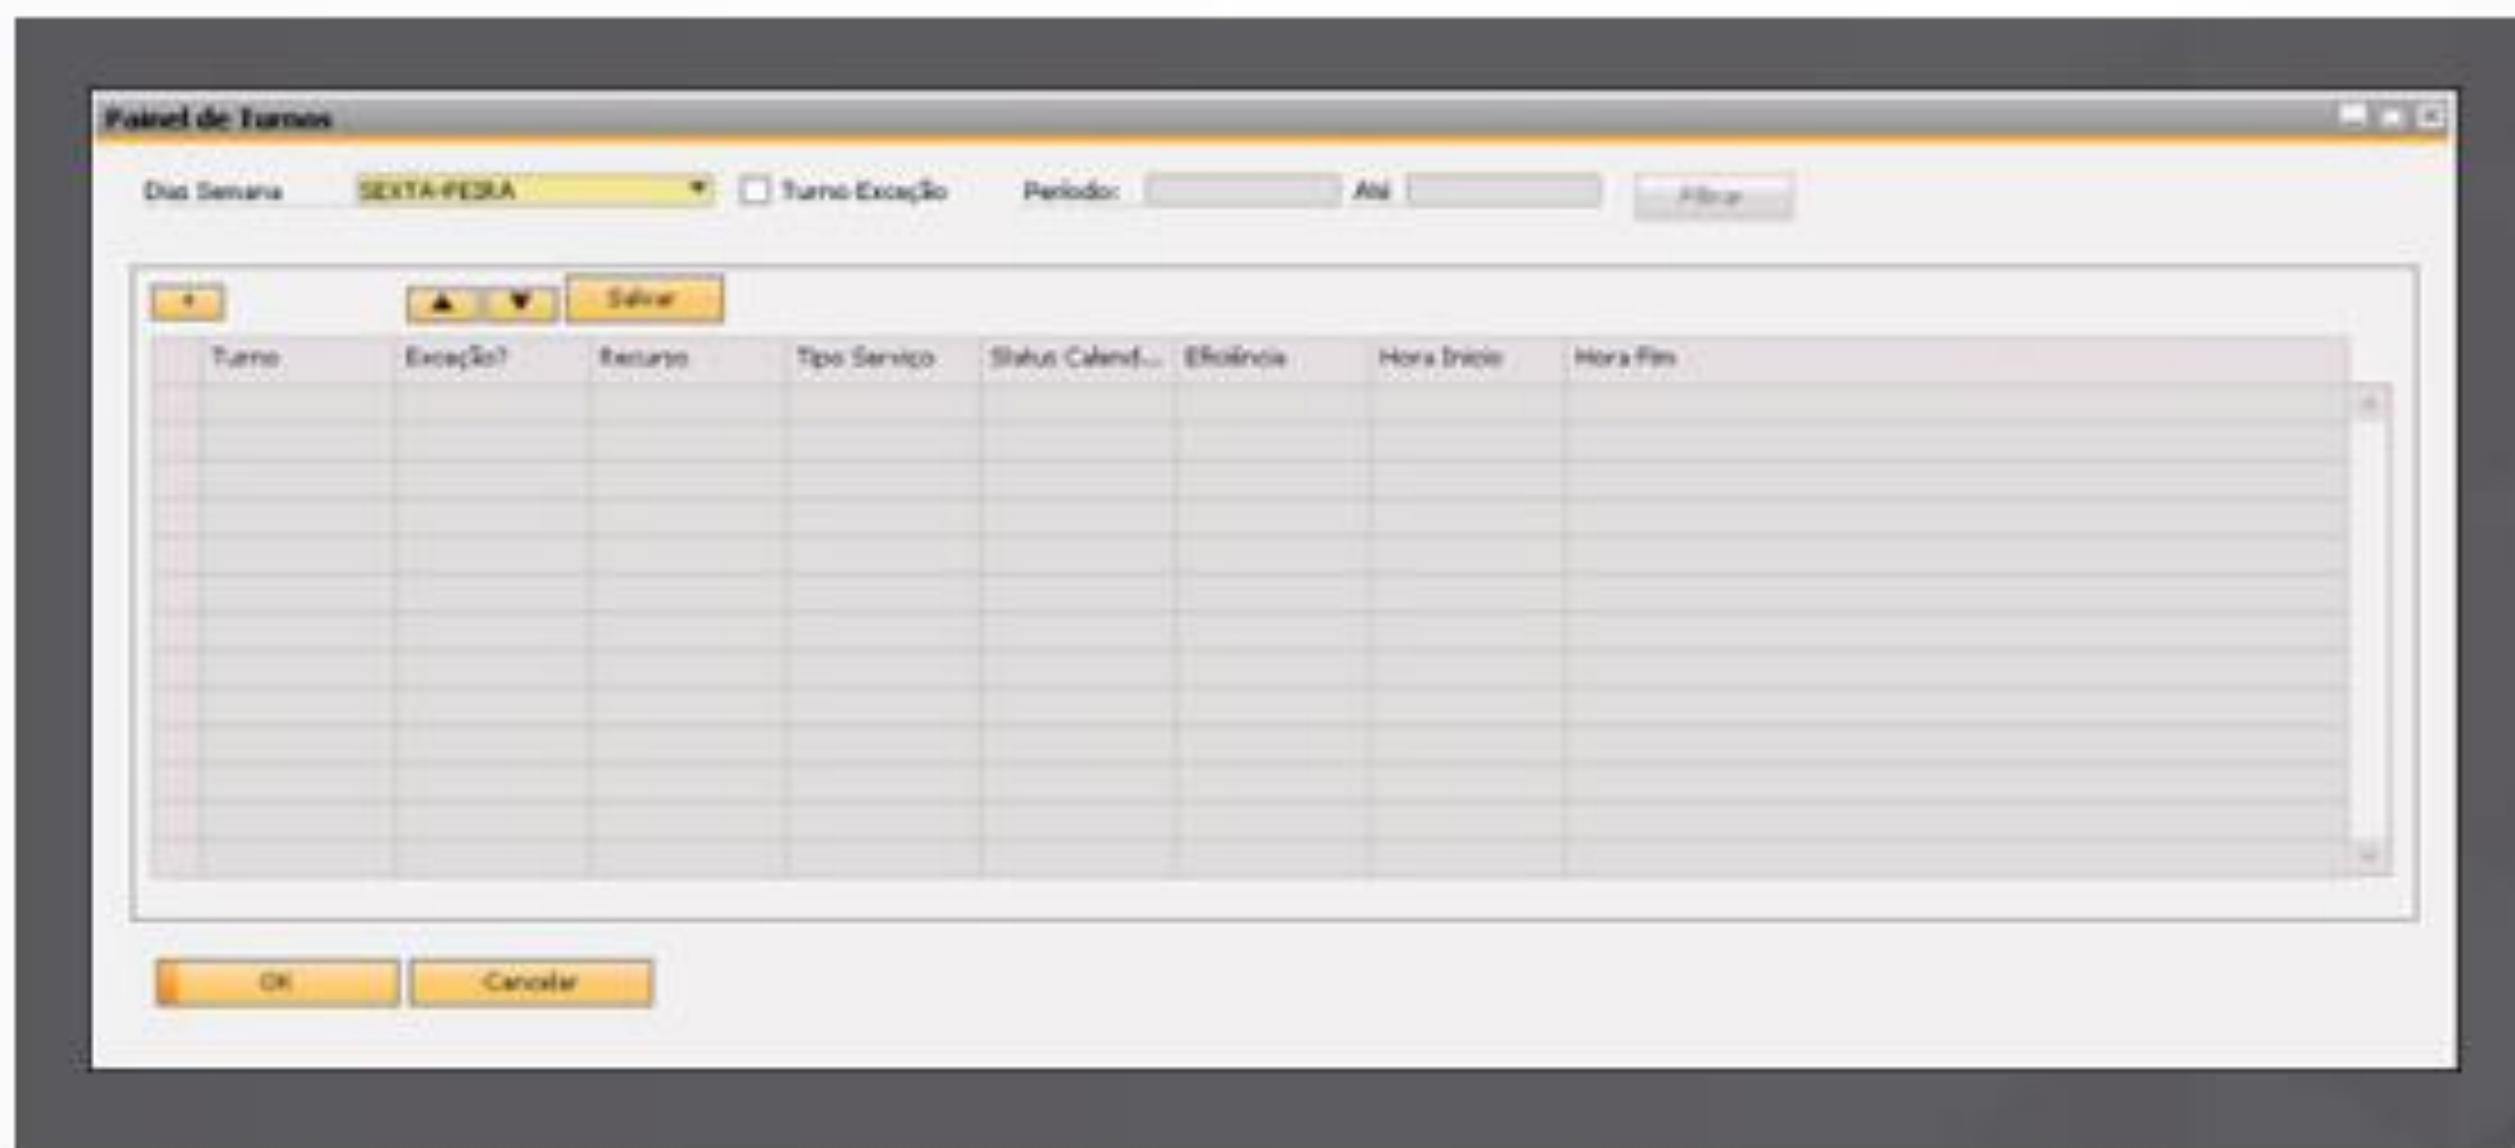 Painel de Turnos
Dias Semana SEXTA-FEIRA Turno Exceção Período: Até Filtrar
Salvar
Turno Exceção? Recurso Tipo Serviço Status Calend... Eficiência Hora Início Hora Fim
OK Cancelar